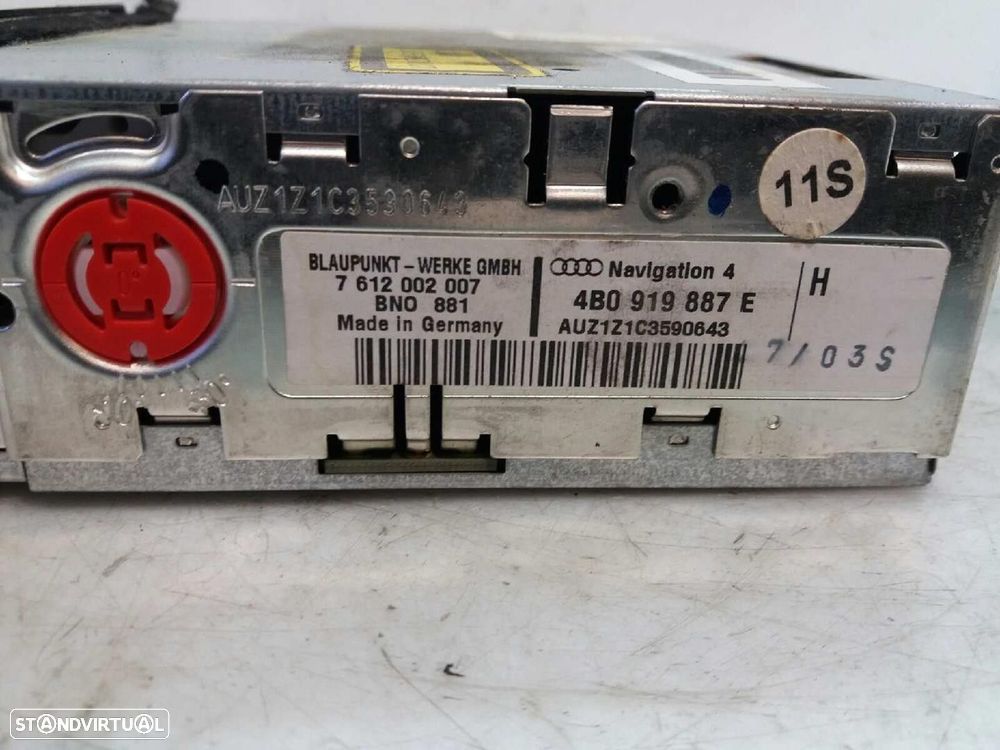 AUZ1Z1C3590643
11S
BLAUPUNKT - WERKE GMBH
7 612 002 007
BNO 881
Made in Germany
Navigation 4
4B0 919 887 E
AUZ1Z1C3590643
H
7/03S
STANDVIRTUAL